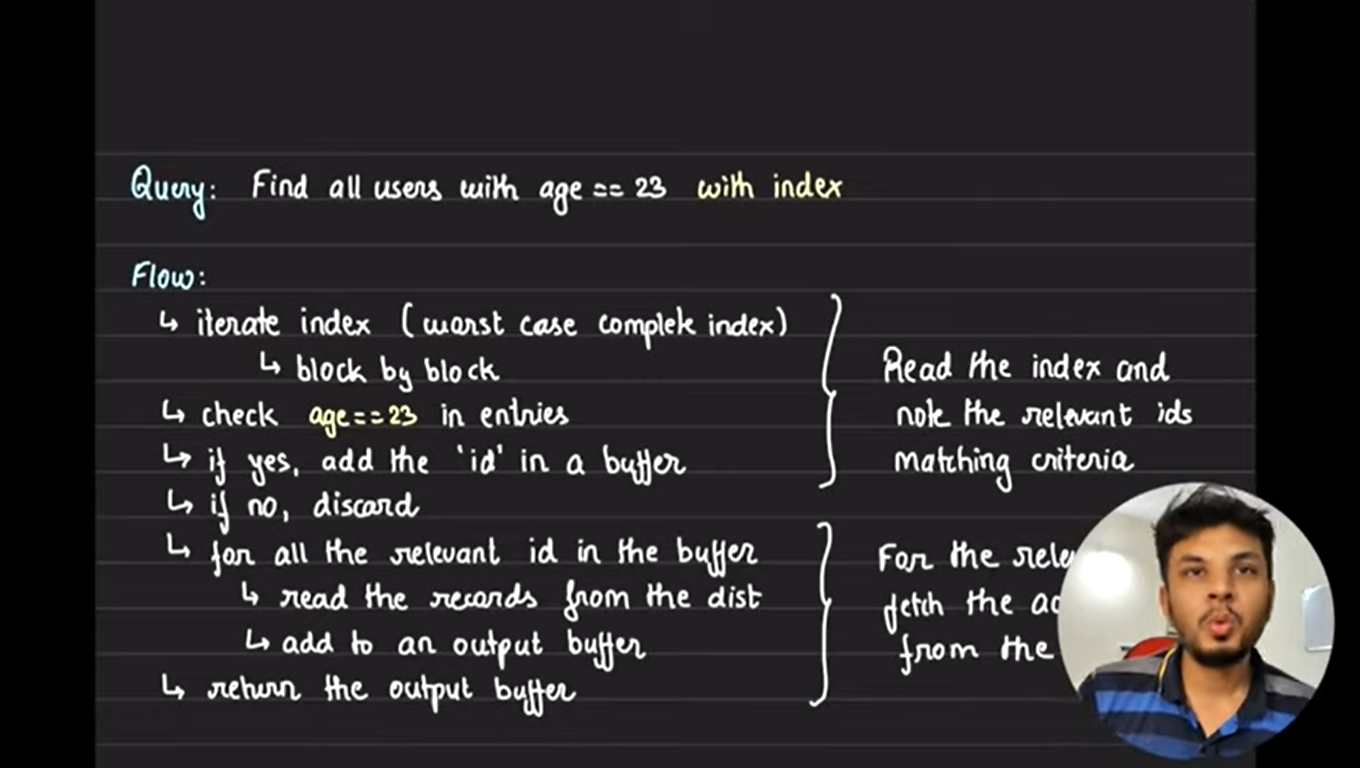 Query: Find all users with age == 23 with index
Flow:
↳ iterate index (worst case complete index)
↳ block by block
↳ check age==23 in entries
↳ if yes, add the 'id' in a buffer
↳ if no, discard
↳ for all the relevant id in the buffer
↳ read the records from the dist
↳ add to an output buffer
↳ return the output buffer
Read the index and
note the relevant ids
matching criteria
For the
fetch the
from the